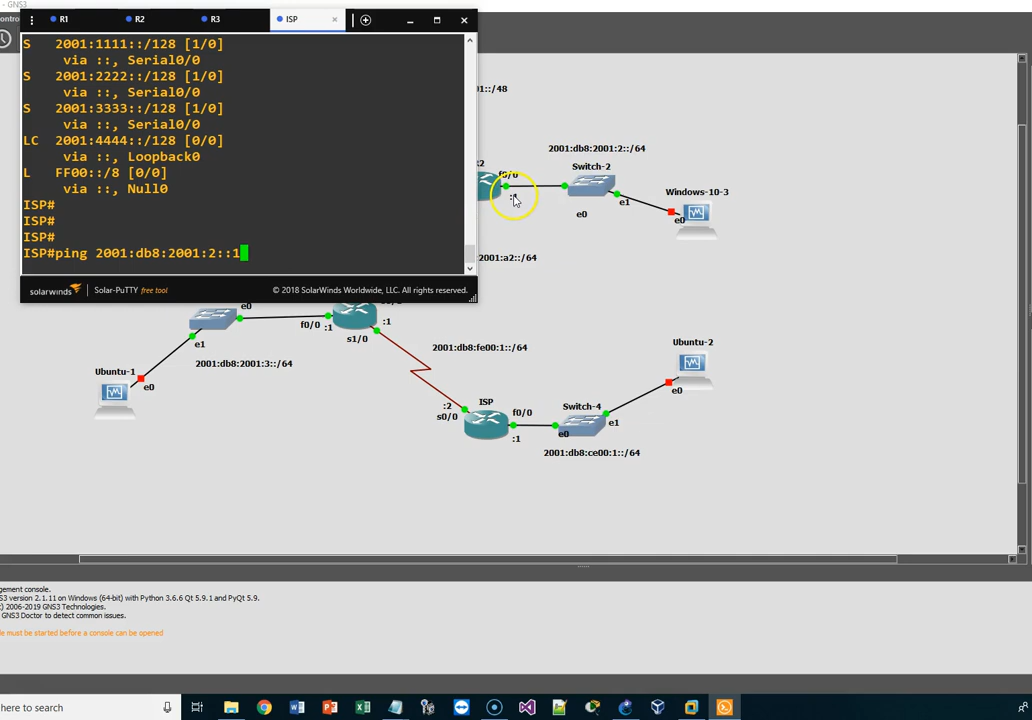 - GNS3
Contro
R1
R2
R3
ISP
S   2001:1111::/128 [1/0]
via ::, Serial0/0
S   2001:2222::/128 [1/0]
via ::, Serial0/0
S   2001:3333::/128 [1/0]
via ::, Serial0/0
LC  2001:4444::/128 [0/0]
via ::, Loopback0
L   FF00::/8 [0/0]
via ::, Null0
ISP#
ISP#
ISP#
ISP#ping 2001:db8:2001:2::1
solarwinds
Solar-PuTTY free tool
© 2018 SolarWinds Worldwide, LLC. All rights reserved.
01::/48
2001:db8:2001:2::/64
R2
f0/0
Switch-2
e0
e1
Windows-10-3
e0
2001:a2::/64
e0
f0/0
:1
:1
s1/0
e1
2001:db8:2001:3::/64
Ubuntu-1
e0
2001:db8:fe00:1::/64
Ubuntu-2
e0
:2
s0/0
ISP
f0/0
:1
Switch-4
e0
e1
2001:db8:ce00:1::/64
gement console.
S3 version 2.1.11 on Windows (64-bit) with Python 3.6.6 Qt 5.9.1 and PyQt 5.9.
) 2006-2019 GNS3 Technologies.
GNS3 Doctor to detect common issues.
le must be started before a console can be opened
here to search